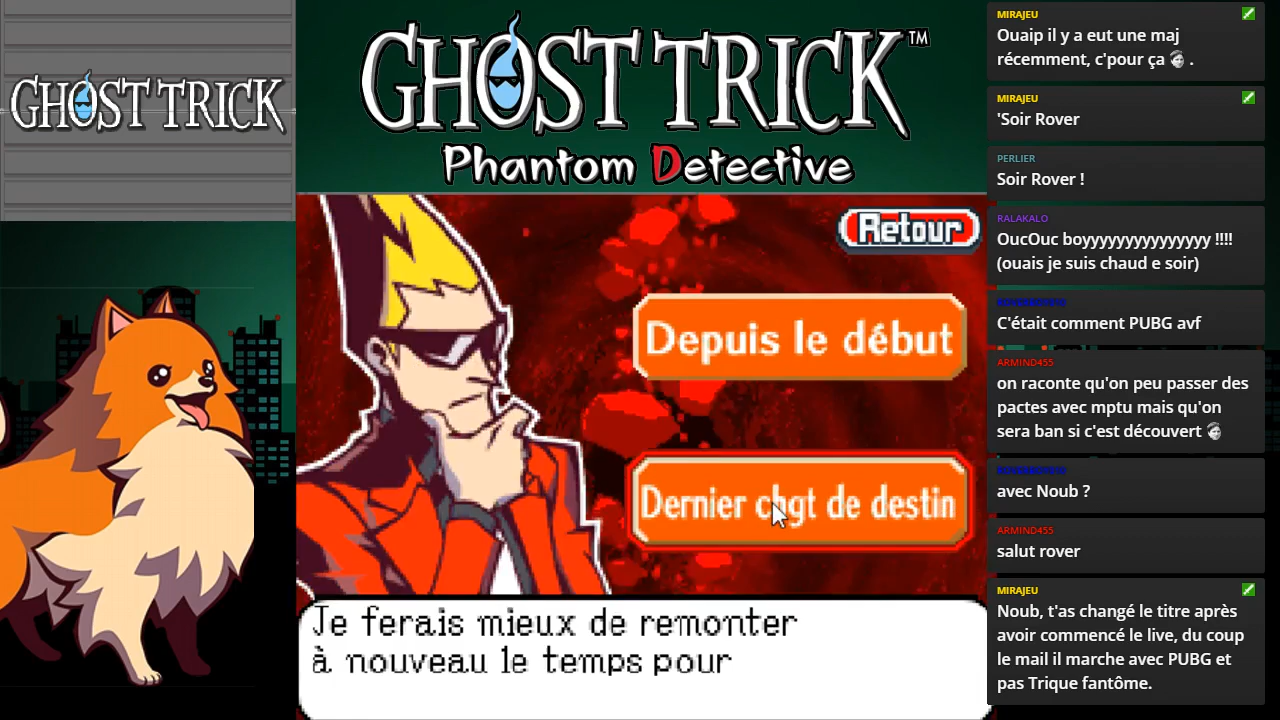 GHOST TRICK
GHOST TRICK™
Phantom Detective
Retour
Depuis le début
Dernier chgt de destin
Je ferais mieux de remonter
à nouveau le temps pour
MIRAJEU
Ouaip il y a eut une maj
récemment, c'pour ça .
MIRAJEU
'Soir Rover
PERLIER
Soir Rover !
RALAKALO
OucOuc boyyyyyyyyyyyyyyy !!!!
(ouais je suis chaud e soir)
C'était comment PUBG avf
ARMIND455
on raconte qu'on peu passer des
pactes avec mptu mais qu'on
sera ban si c'est découvert
avec Noub ?
ARMIND455
salut rover
MIRAJEU
Noub, t'as changé le titre après
avoir commencé le live, du coup
le mail il marche avec PUBG et
pas Trique fantôme.